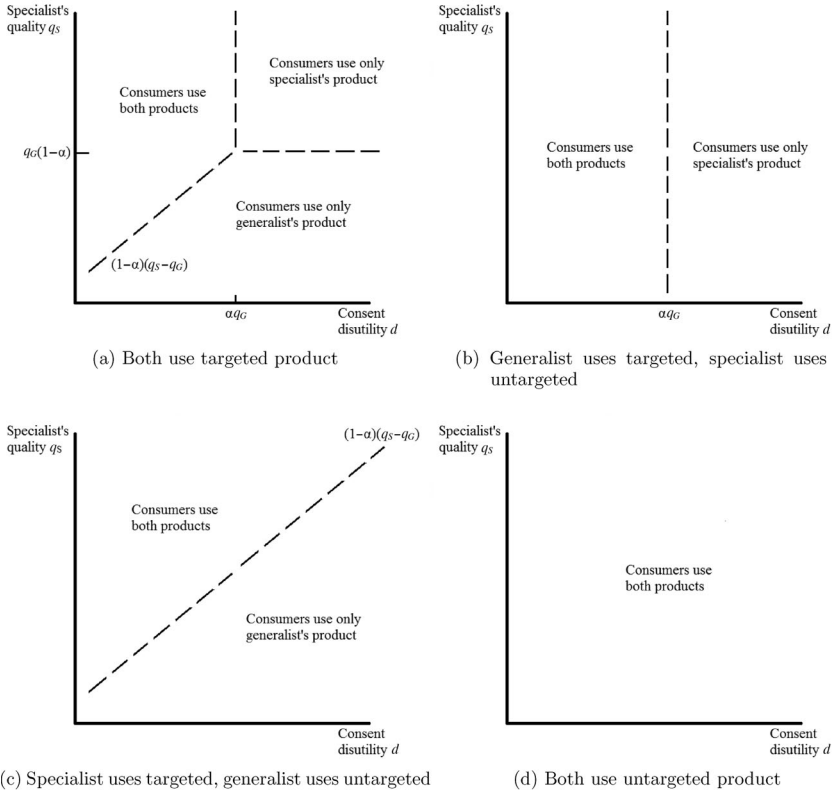 Specialist's
quality qS
Consumers use
both products
Consumers use only
specialist's product
qG(1−α)
Consumers use only
generalist's product
(1−α)(qS−qG)
αqG
Consent
disutility d
(a) Both use targeted product
Specialist's
quality qS
Consumers use
both products
Consumers use only
specialist's product
αqG
Consent
disutility d
(b) Generalist uses targeted, specialist uses
untargeted
Specialist's
quality qs
(1−α)(qS−qG)
Consumers use
both products
Consumers use only
generalist's product
Consent
disutility d
(c) Specialist uses targeted, generalist uses untargeted
Specialist's
quality qS
Consumers use
both products
Consent
disutility d
(d) Both use untargeted product